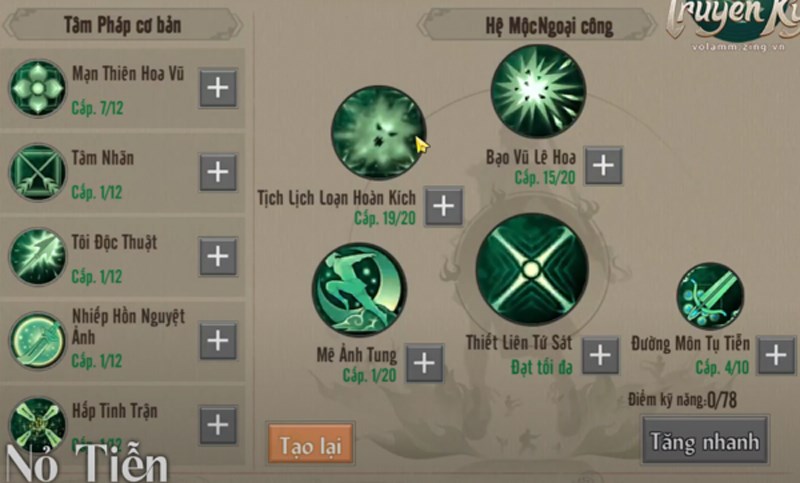 Tâm Pháp cơ bản
Hệ MộcNgoại công
Truyền Kỳ
volamm.zing.vn
Mạn Thiên Hoa Vũ
Cấp. 7/12
Tâm Nhãn
Cấp. 1/12
Tôi Độc Thuật
Cấp. 1/12
Nhiếp Hồn Nguyệt
Ảnh
Cấp. 1/12
Hấp Tinh Trận
Nỏ Tiễn
Bạo Vũ Lê Hoa
Cấp. 15/20
Tịch Lịch Loạn Hoàn Kích
Cấp. 19/20
Mê Ảnh Tung
Cấp. 1/20
Thiết Liên Tứ Sát
Đạt tối đa
Đường Môn Tụ Tiễn
Cấp. 4/10
Điểm kỹ năng:0/78
Tạo lại
Tăng nhanh